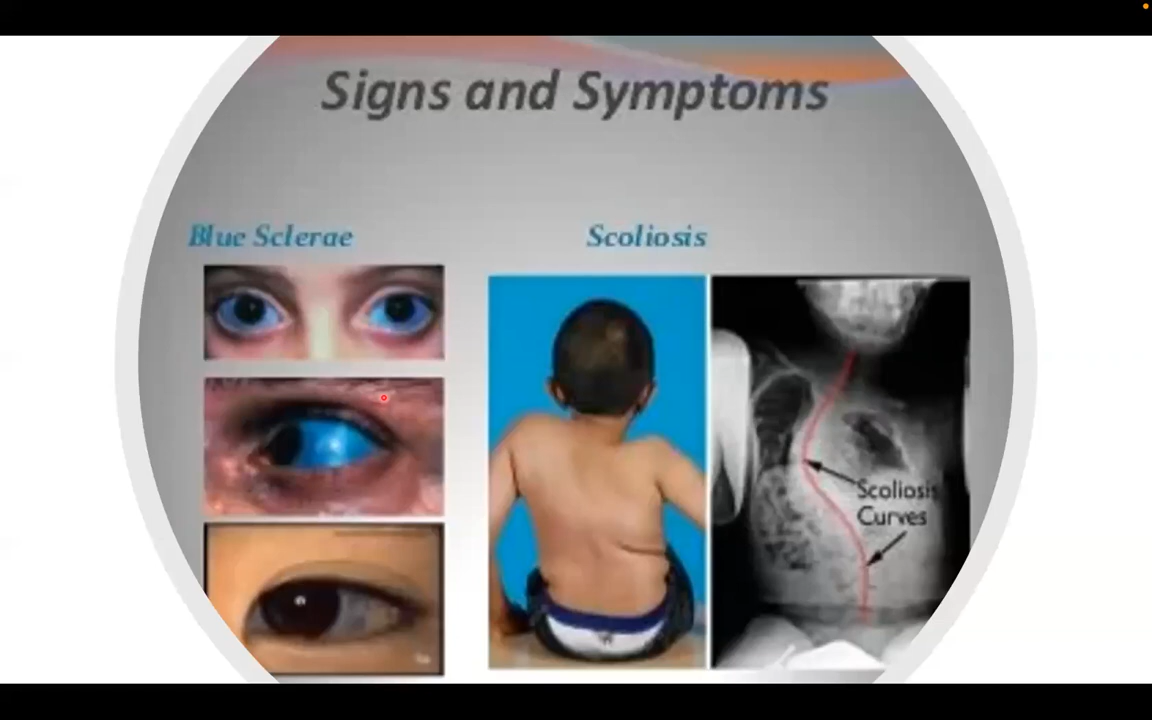 Signs and Symptoms
Blue Sclerae
Scoliosis
Scoliosis
Curves